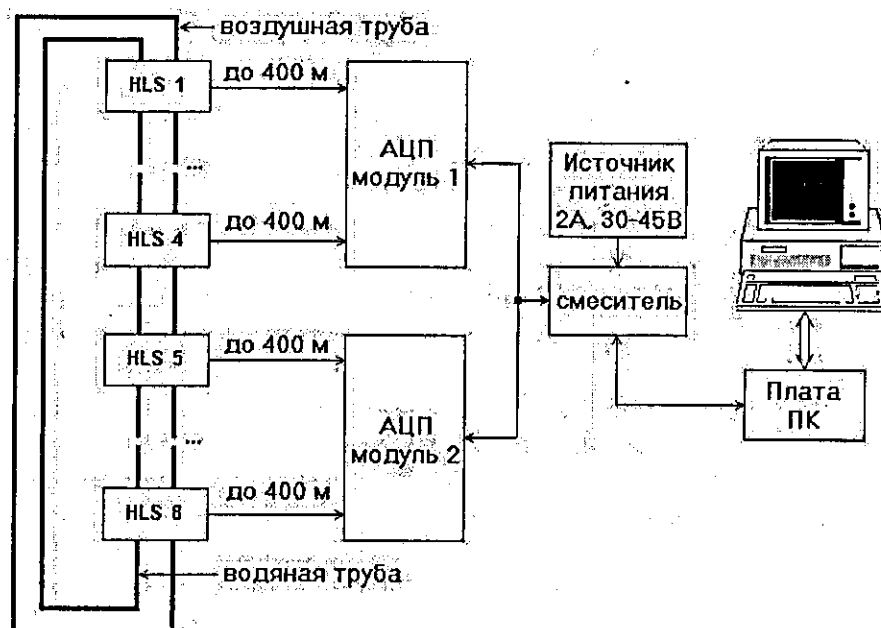 воздушная труба
HLS 1
до 400 м
АЦП
модуль 1
...
HLS 4
до 400 м
Источник
питания
2А, 30-45В
смеситель
HLS 5
до 400 м
АЦП
модуль 2
...
HLS 8
до 400 м
Плата
ПК
водяная труба